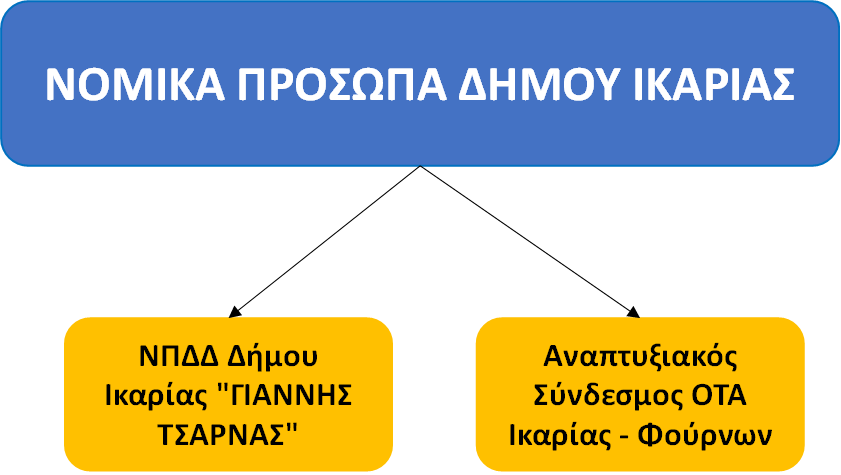 ΝΟΜΙΚΑ ΠΡΟΣΩΠΑ ΔΗΜΟΥ ΙΚΑΡΙΑΣ
ΝΠΔΔ Δήμου
Ικαρίας "ΓΙΑΝΝΗΣ
ΤΣΑΡΝΑΣ"
Αναπτυξιακός
Σύνδεσμος ΟΤΑ
Ικαρίας - Φούρνων